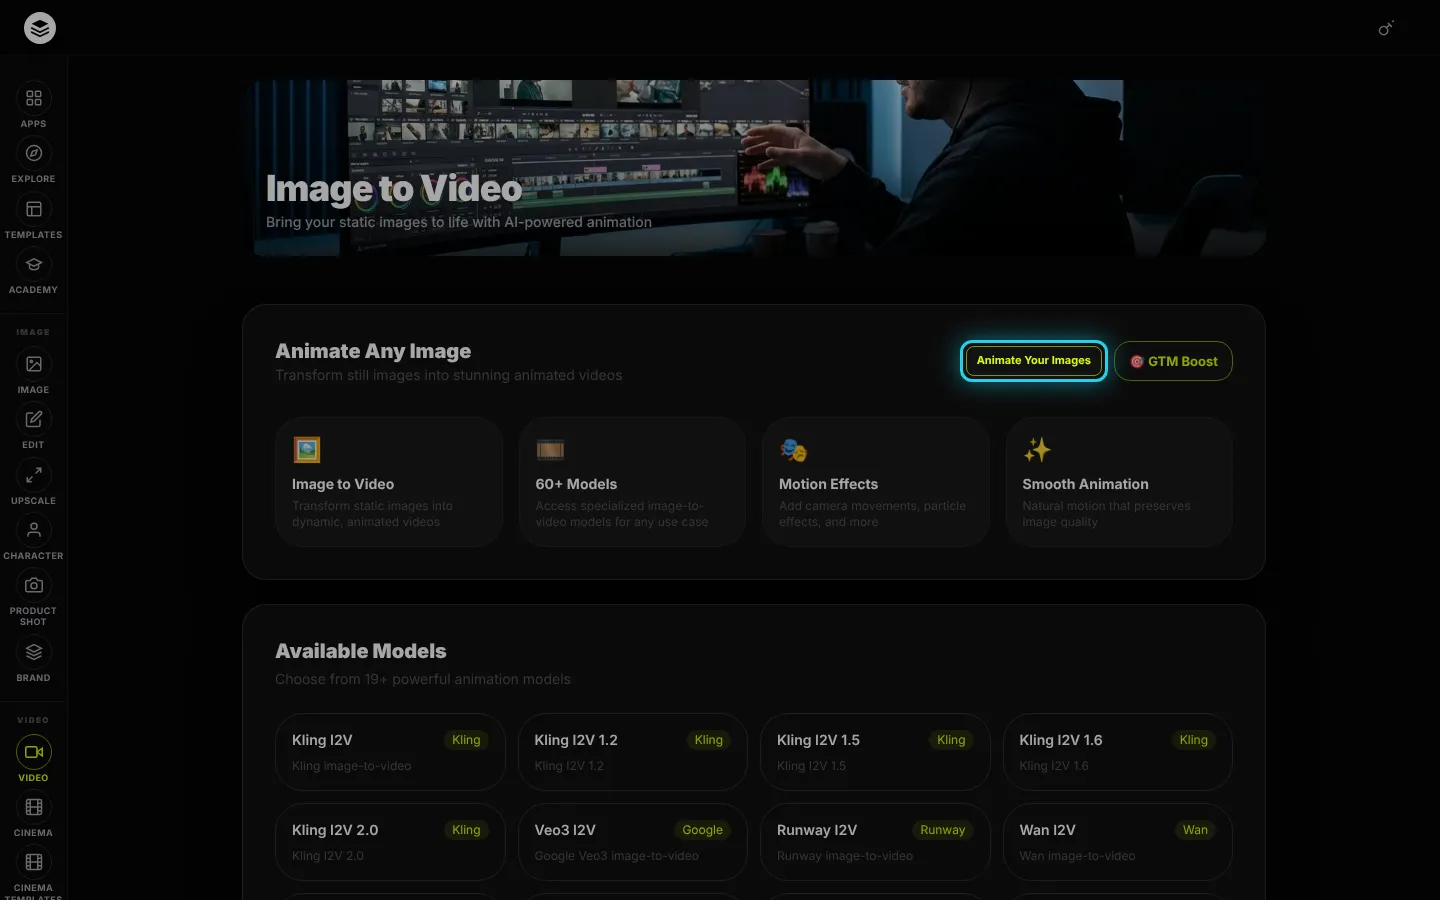 APPS
EXPLORE
TEMPLATES
ACADEMY
IMAGE
IMAGE
EDIT
UPSCALE
CHARACTER
PRODUCT
SHOT
BRAND
VIDEO
VIDEO
CINEMA
CINEMA
TEMPLATES
Image to Video
Bring your static images to life with AI-powered animation
Animate Any Image
Transform still images into stunning animated videos
Animate Your Images
🎯 GTM Boost
Image to Video
Transform static images into
dynamic, animated videos
60+ Models
Access specialized image-to-
video models for any use case
Motion Effects
Add camera movements, particle
effects, and more
Smooth Animation
Natural motion that preserves
image quality
Available Models
Choose from 19+ powerful animation models
Kling I2V
Kling
Kling image-to-video
Kling I2V 1.2
Kling
Kling I2V 1.2
Kling I2V 1.5
Kling
Kling I2V 1.5
Kling I2V 1.6
Kling
Kling I2V 1.6
Kling I2V 2.0
Kling
Kling I2V 2.0
Veo3 I2V
Google
Google Veo3 image-to-video
Runway I2V
Runway
Runway image-to-video
Wan I2V
Wan
Wan image-to-video